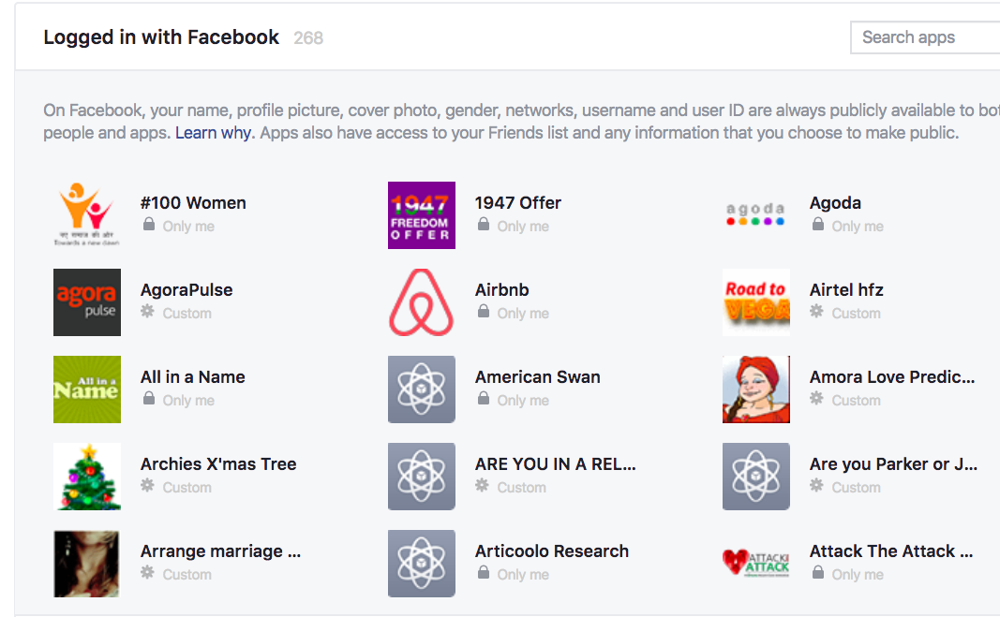 Logged in with Facebook 268
Search apps
On Facebook, your name, profile picture, cover photo, gender, networks, username and user ID are always publicly available to bot
people and apps. Learn why. Apps also have access to your Friends list and any information that you choose to make public.
#100 Women
Only me
Towards a new dawn
1947
FREEDOM
OFFER
1947 Offer
Only me
agoda
Agoda
Only me
agora
pulse
AgoraPulse
Custom
Airbnb
Only me
Road to
VEGA
Airtel hfz
Custom
All in a
Name
All in a Name
Only me
American Swan
Only me
Amora Love Predic...
Custom
Archies X'mas Tree
Custom
ARE YOU IN A REL...
Custom
Are you Parker or J...
Custom
Arrange marriage ...
Custom
Articoolo Research
Only me
ATTACK
Attack The Attack ...
Only me